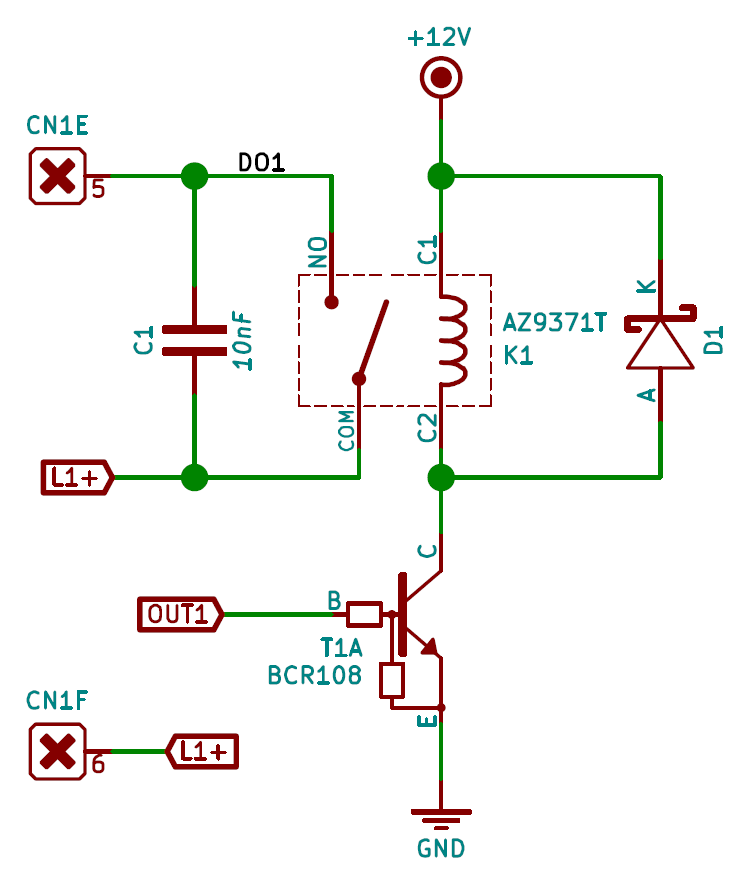 +12V
CN1E
5
DO1
NO
C1
K
AZ9371T
K1
C1
10nF
D1
A
COM
C2
L1+
C
B
OUT1
T1A
BCR108
CN1F
E
6
L1+
GND